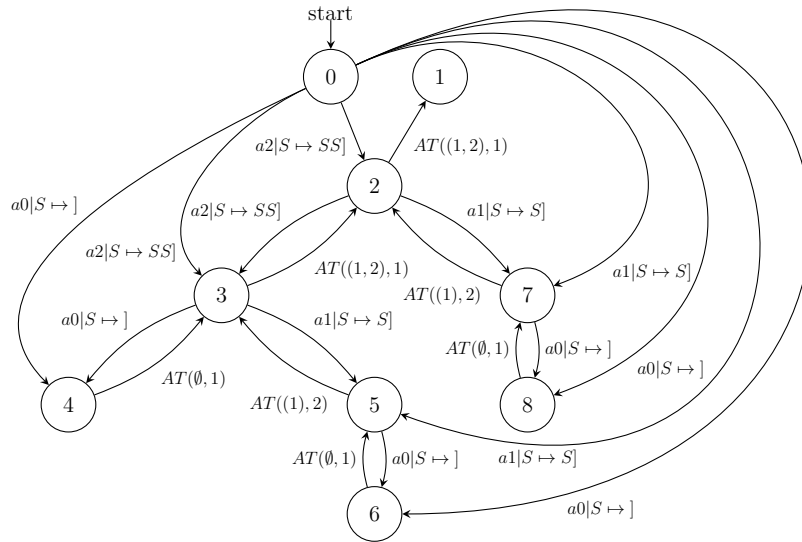 start
0
1
a2|S ↦ SS]
AT((1, 2), 1)
2
a0|S ↦ ]
a2|S ↦ SS]
a1|S ↦ S]
a2|S ↦ SS]
AT((1, 2), 1)
AT((1), 2)
a1|S ↦ S]
3
7
a0|S ↦ ]
a1|S ↦ S]
AT(∅, 1)
a0|S ↦ ]
AT(∅, 1)
AT((1), 2)
a0|S ↦ ]
4
5
8
AT(∅, 1)
a0|S ↦ ]
a1|S ↦ S]
6
a0|S ↦ ]